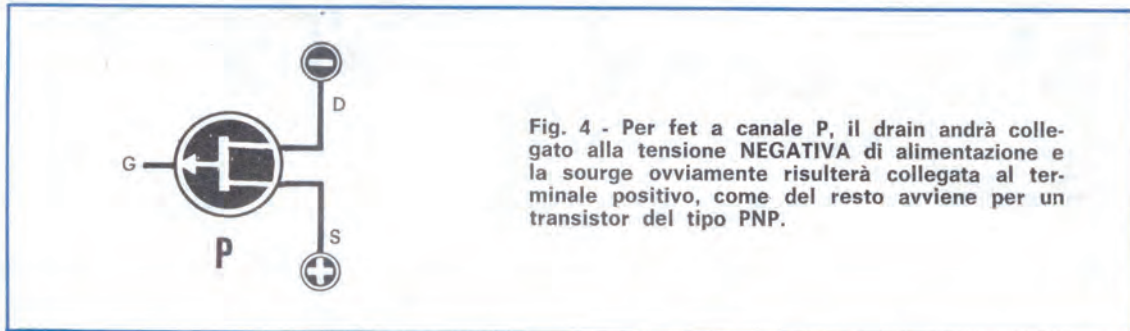 D
G
S
P
Fig. 4 - Per fet a canale P, il drain andrà colle-
gato alla tensione NEGATIVA di alimentazione e
la sourge ovviamente risulterà collegata al ter-
minale positivo, come del resto avviene per un
transistor del tipo PNP.